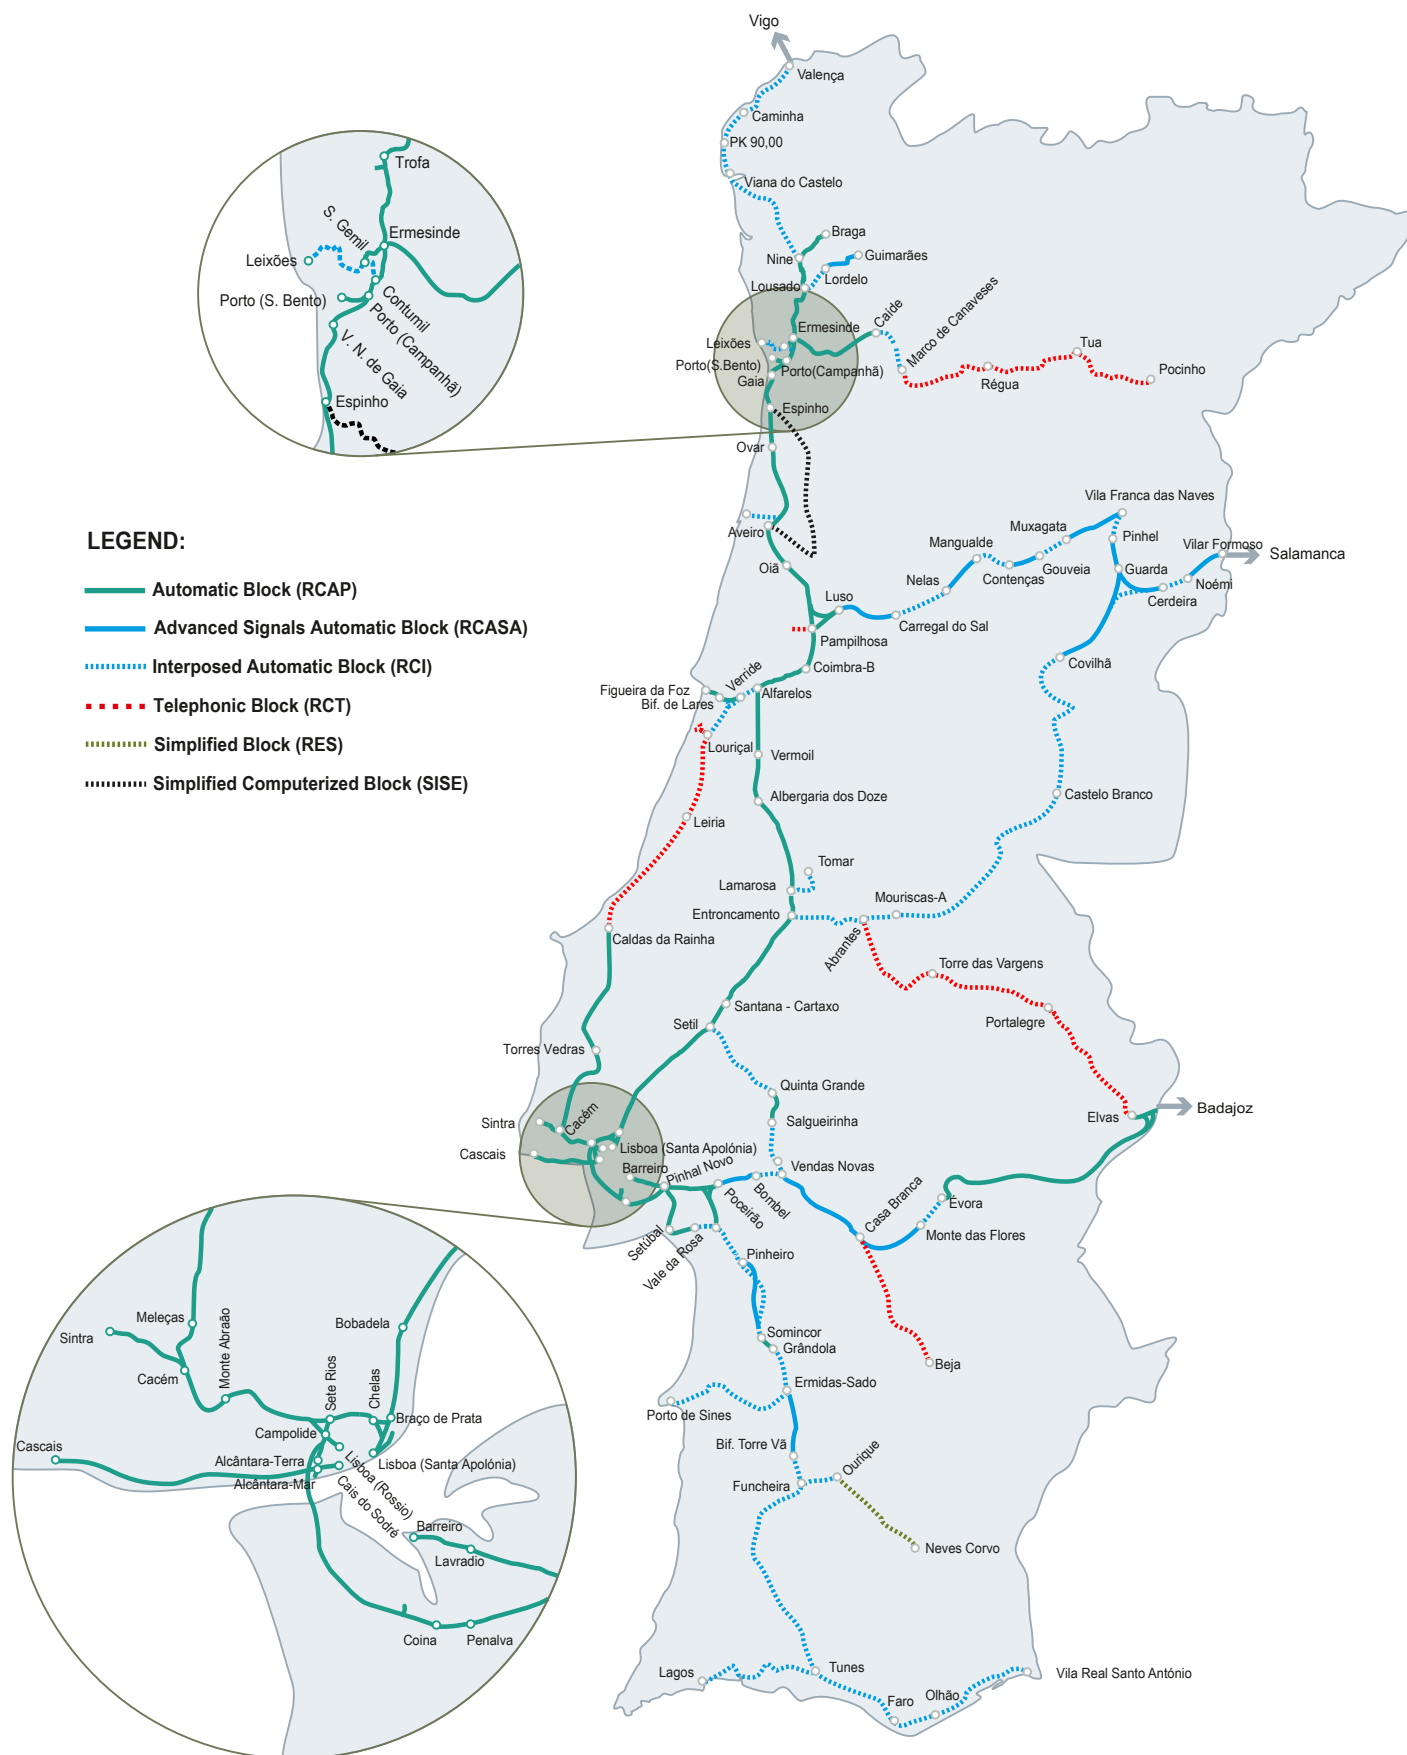 Vigo
Valença
Caminha
PK 90,00
Viana do Castelo
Braga
Nine
Guimarães
Lordelo
Lousado
Ermesinde
Caíde
Marco de Canaveses
Leixões
Porto(S.Bento)
Porto(Campanhã)
Gaia
Tua
Régua
Pocinho
Espinho
Ovar
Trofa
S. Gemil
Ermesinde
Leixões
Porto (S. Bento)
Contumil
Porto (Campanhã)
V. N. de Gaia
Espinho
LEGEND:
Automatic Block (RCAP)
Advanced Signals Automatic Block (RCASA)
Interposed Automatic Block (RCI)
Telephonic Block (RCT)
Simplified Block (RES)
Simplified Computerized Block (SISE)
Aveiro
Oiã
Vila Franca das Naves
Muxagata
Pinhel
Mangualde
Vilar Formoso
Salamanca
Gouveia
Contenças
Guarda
Noémi
Cerdeira
Nelas
Luso
Carregal do Sal
Pampilhosa
Coimbra-B
Covilhã
Verride
Figueira da Foz
Bif. de Lares
Alfarelos
Louriçal
Vermoil
Albergaria dos Doze
Castelo Branco
Leiria
Tomar
Lamarosa
Mouriscas-A
Entroncamento
Abrantes
Caldas da Rainha
Torre das Vargens
Santana - Cartaxo
Portalegre
Setil
Torres Vedras
Quinta Grande
Salgueirinha
Elvas
Badajoz
Sintra
Cacém
Cascais
Lisboa (Santa Apolónia)
Barreiro
Pinhal Novo
Vendas Novas
Poceirão
Bombel
Casa Branca
Évora
Monte das Flores
Setúbal
Vale da Rosa
Pinheiro
Somincor
Grândola
Beja
Ermidas-Sado
Porto de Sines
Bif. Torre Vã
Ourique
Funcheira
Neves Corvo
Lagos
Tunes
Faro
Olhão
Vila Real Santo António
Meleças
Sintra
Monte Abraão
Bobadela
Cacém
Sete Rios
Chelas
Braço de Prata
Campolide
Cascais
Alcântara-Terra
Lisboa (Santa Apolónia)
Alcântara-Mar
Lisboa (Rossio)
Cais do Sodré
Barreiro
Lavradio
Coina
Penalva